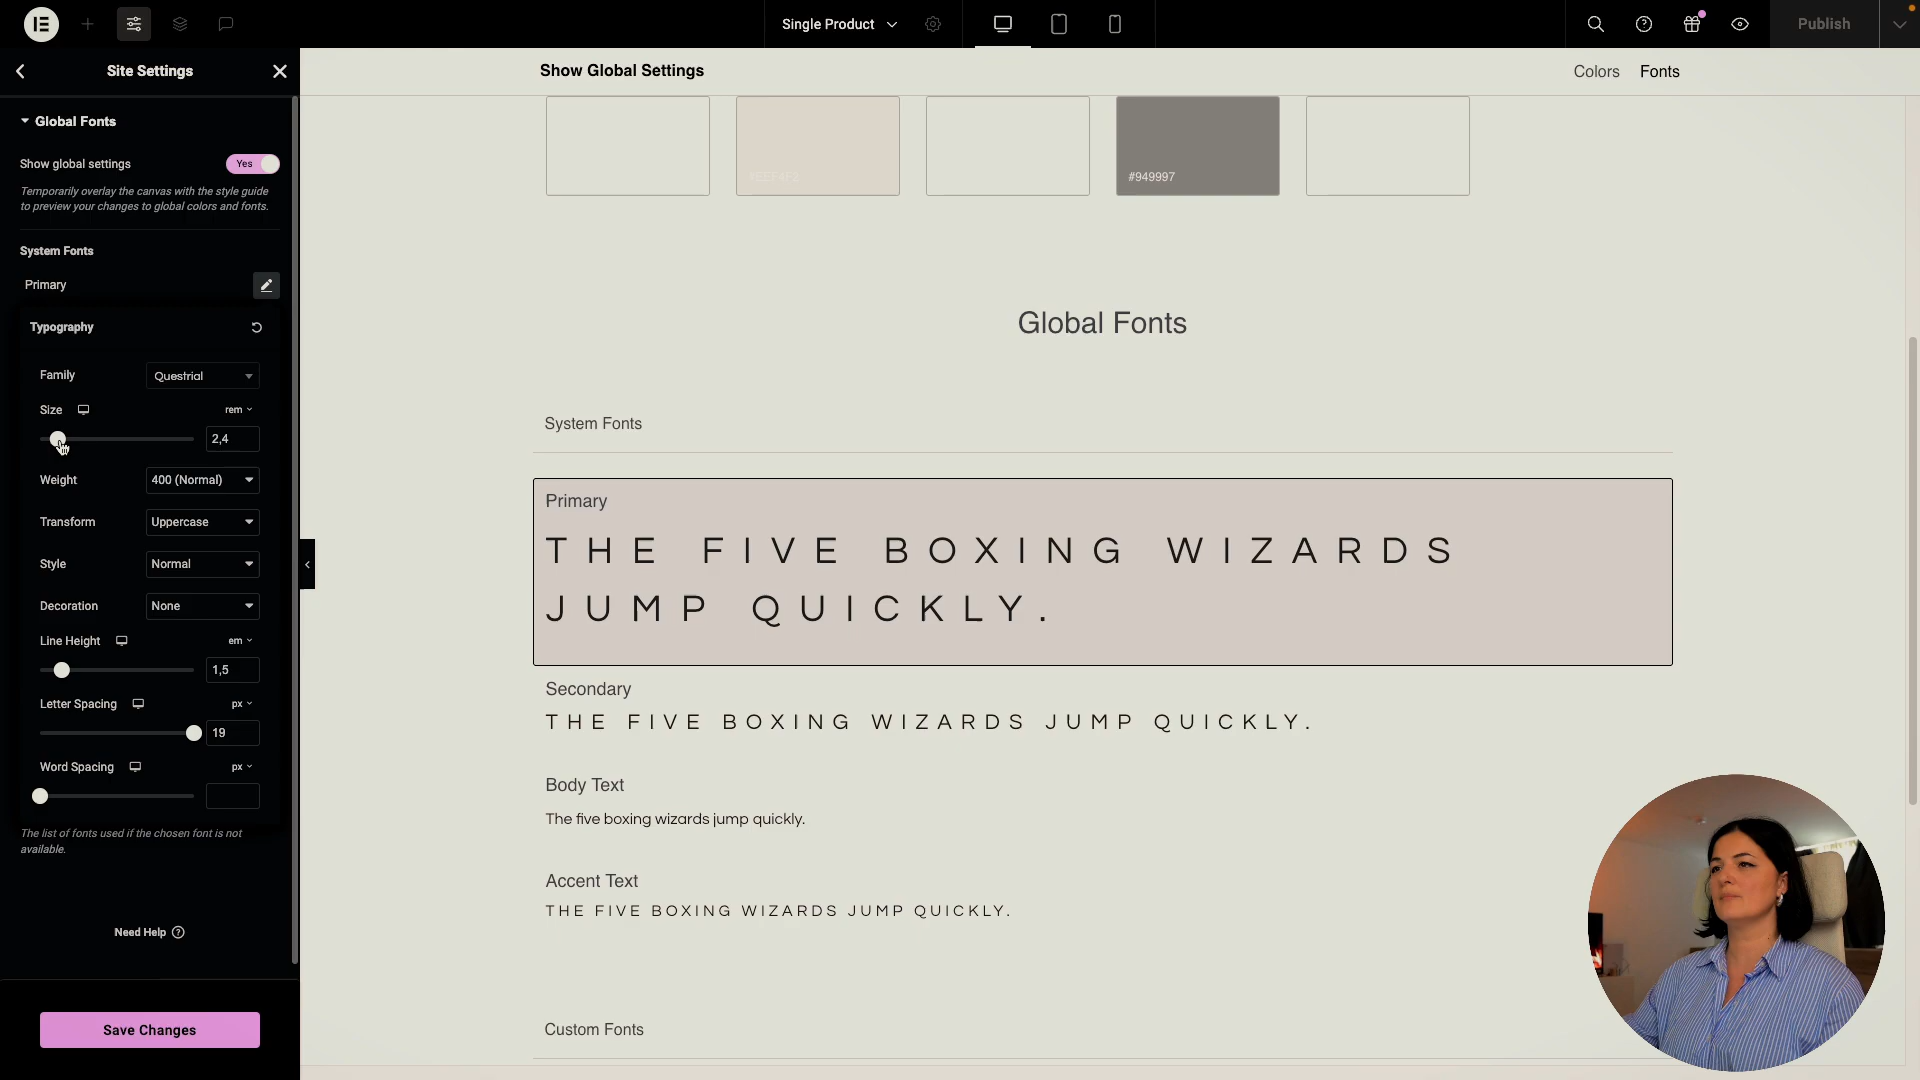 Single Product
Publish
Site Settings
Show Global Settings
Colors
Fonts
Global Fonts
Show global settings
Yes
Temporarily overlay the canvas with the style guide
to preview your changes to global colors and fonts.
System Fonts
Primary
Typography
Family
Questrial
Size
rem
2,4
Weight
400 (Normal)
Transform
Uppercase
Style
Normal
Decoration
None
Line Height
em
1,5
Letter Spacing
px
19
Word Spacing
px
The list of fonts used if the chosen font is not
available.
Need Help
Save Changes
#949997
Global Fonts
System Fonts
Primary
THE FIVE BOXING WIZARDS
JUMP QUICKLY.
Secondary
THE FIVE BOXING WIZARDS JUMP QUICKLY.
Body Text
The five boxing wizards jump quickly.
Accent Text
THE FIVE BOXING WIZARDS JUMP QUICKLY.
Custom Fonts